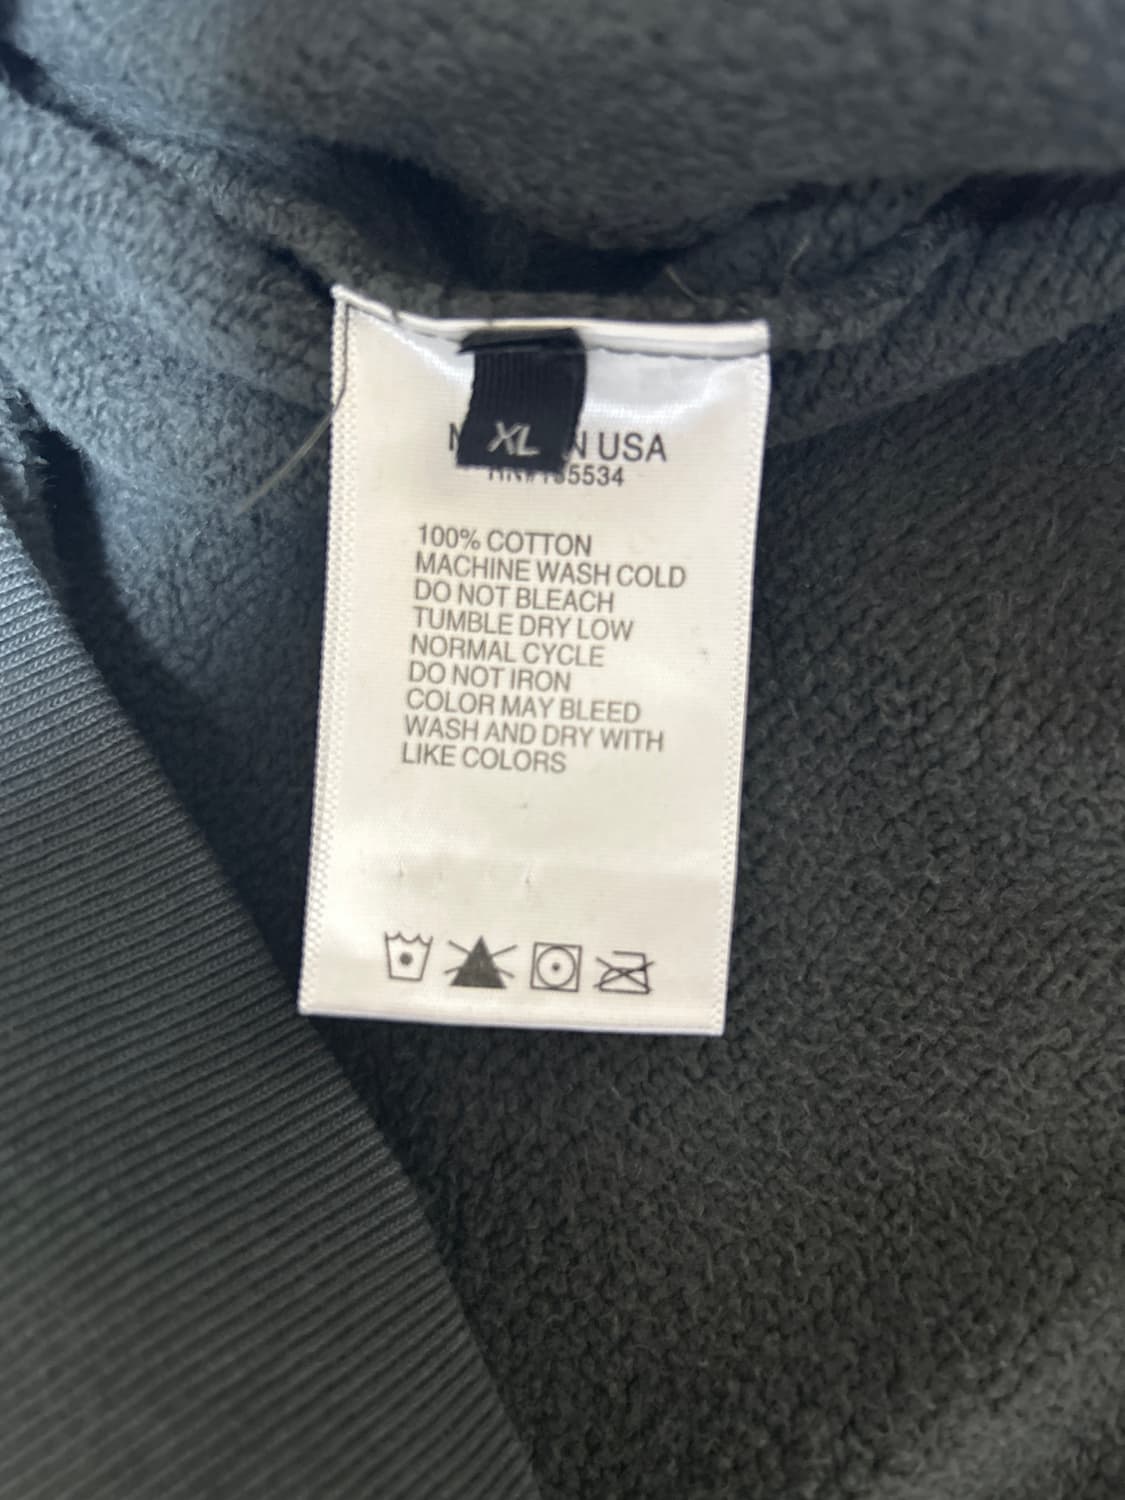 XL
USA
5534
100% COTTON
MACHINE WASH COLD
DO NOT BLEACH
TUMBLE DRY LOW
NORMAL CYCLE
DO NOT IRON
COLOR MAY BLEED
WASH AND DRY WITH
LIKE COLORS